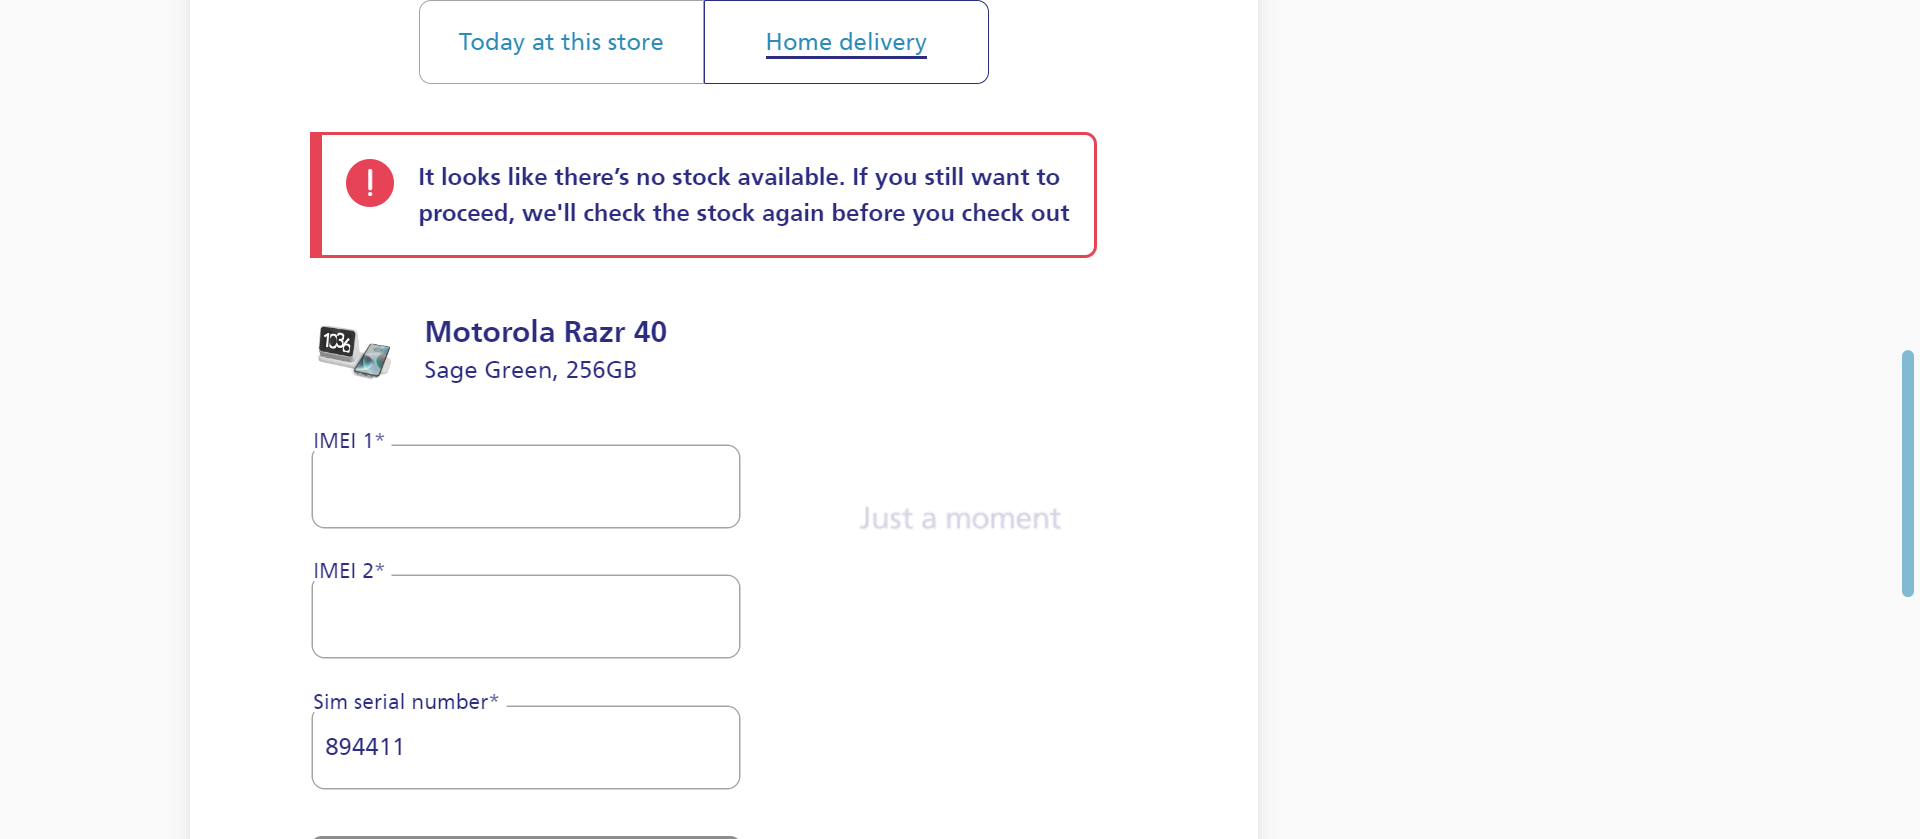 Today at this store
Home delivery
It looks like there’s no stock available. If you still want to
proceed, we'll check the stock again before you check out
Motorola Razr 40
Sage Green, 256GB
IMEI 1*
Just a moment
IMEI 2*
Sim serial number*
894411